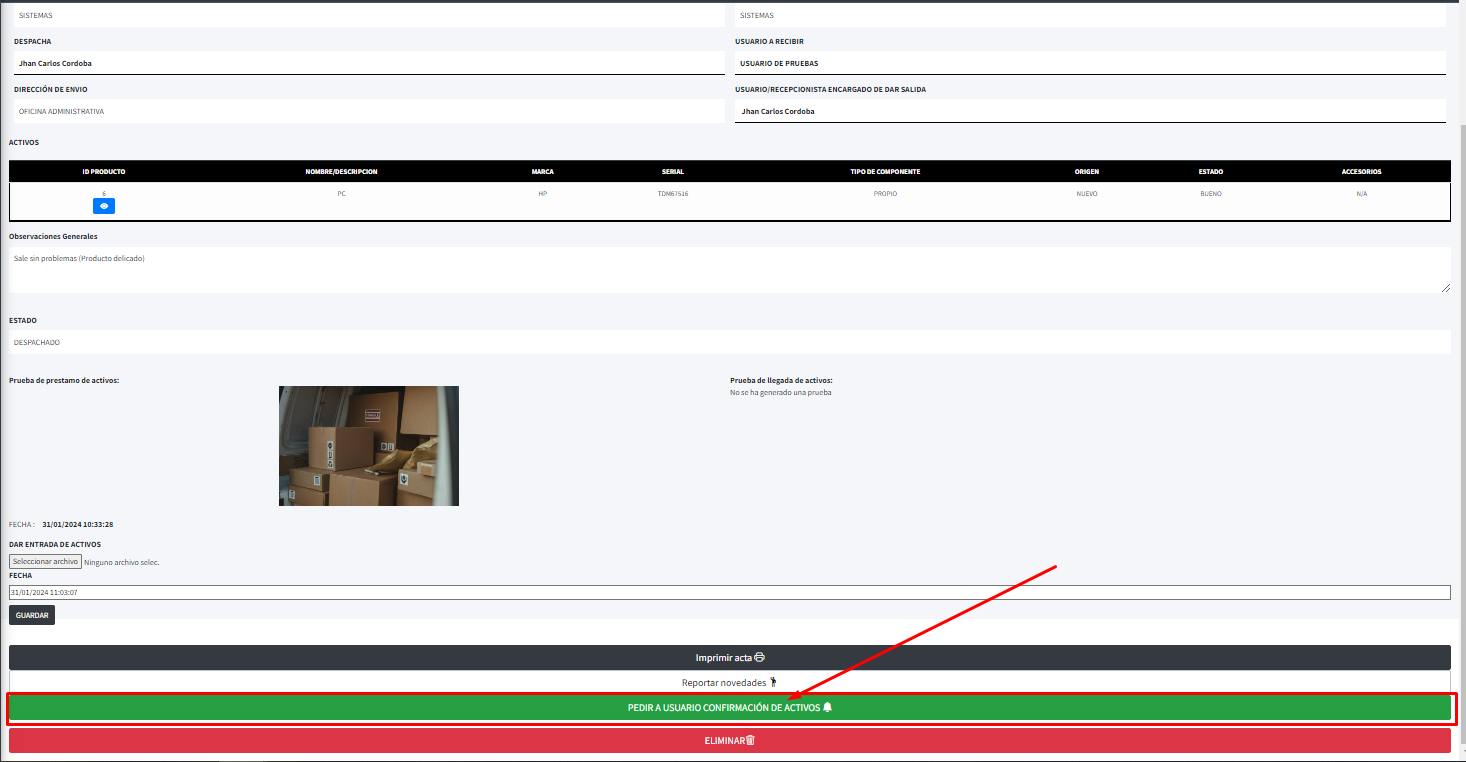 SISTEMAS SISTEMAS
DESPACHA USUARIO A RECIBIR
Jhan Carlos Cordoba USUARIO DE PRUEBAS
DIRECCIÓN DE ENVIO USUARIO/RECEPCIONISTA ENCARGADO DE DAR SALIDA
OFICINA ADMINISTRATIVA Jhan Carlos Cordoba
ACTIVOS
ID PRODUCTO NOMBRE/DESCRIPCION MARCA SERIAL TIPO DE COMPONENTE ORIGEN ESTADO ACCESORIOS
6 PC HP TDM67516 PROPIO NUEVO BUENO N/A
Observaciones Generales
Sale sin problemas (Producto delicado)
ESTADO
DESPACHADO
Prueba de prestamo de activos: Prueba de llegada de activos:
No se ha generado una prueba
FECHA : 31/01/2024 10:33:28
DAR ENTRADA DE ACTIVOS
Seleccionar archivo Ninguno archivo selec.
FECHA
31/01/2024 11:03:07
GUARDAR
Imprimir acta
Reportar novedades
PEDIR A USUARIO CONFIRMACIÓN DE ACTIVOS
ELIMINAR